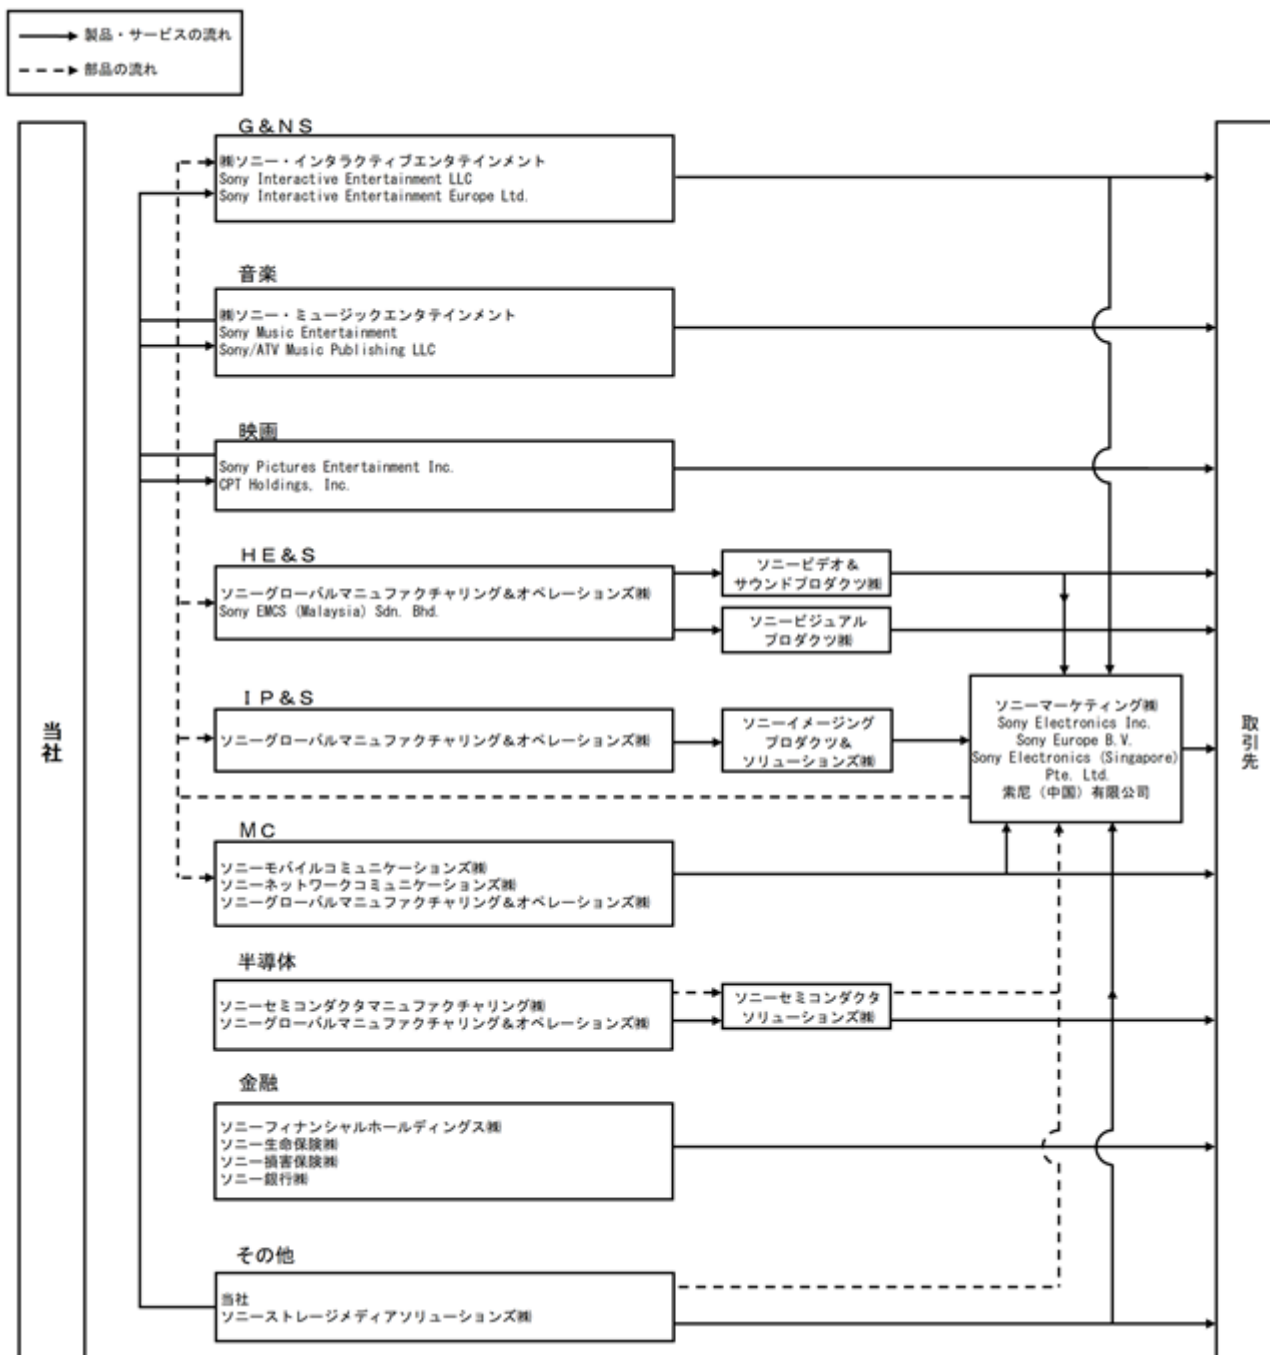 製品・サービスの流れ
部品の流れ
当社
G&NS
㈱ソニー・インタラクティブエンタテインメント
Sony Interactive Entertainment LLC
Sony Interactive Entertainment Europe Ltd.
音楽
㈱ソニー・ミュージックエンタテインメント
Sony Music Entertainment
Sony/ATV Music Publishing LLC
映画
Sony Pictures Entertainment Inc.
CPT Holdings, Inc.
HE&S
ソニーグローバルマニュファクチャリング&オペレーションズ㈱
Sony EMCS (Malaysia) Sdn. Bhd.
ソニービデオ&
サウンドプロダクツ㈱
ソニービジュアル
プロダクツ㈱
IP&S
ソニーグローバルマニュファクチャリング&オペレーションズ㈱
ソニーイメージング
プロダクツ&
ソリューションズ㈱
ソニーマーケティング㈱
Sony Electronics Inc.
Sony Europe B.V.
Sony Electronics (Singapore)
Pte. Ltd.
索尼(中国)有限公司
MC
ソニーモバイルコミュニケーションズ㈱
ソニーネットワークコミュニケーションズ㈱
ソニーグローバルマニュファクチャリング&オペレーションズ㈱
半導体
ソニーセミコンダクタマニュファクチャリング㈱
ソニーグローバルマニュファクチャリング&オペレーションズ㈱
ソニーセミコンダクタ
ソリューションズ㈱
金融
ソニーフィナンシャルホールディングス㈱
ソニー生命保険㈱
ソニー損害保険㈱
ソニー銀行㈱
その他
当社
ソニーストレージメディアソリューションズ㈱
取引先